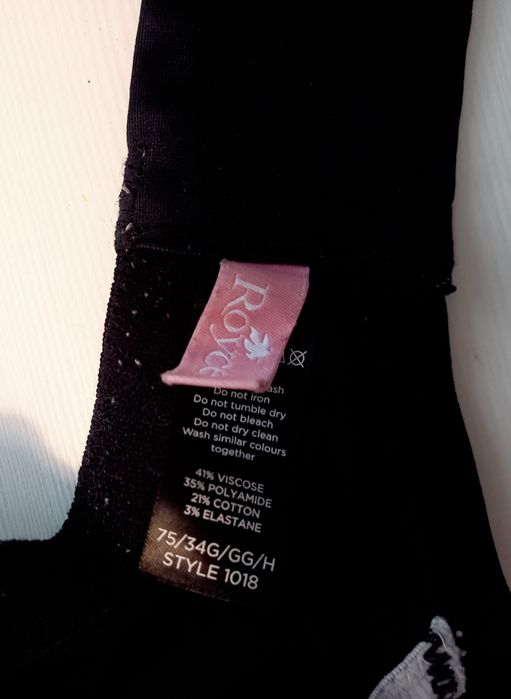 Royce
Do not iron
Do not tumble dry
Do not bleach
Do not dry clean
Wash similar colours
together
41% VISCOSE
35% POLYAMIDE
21% COTTON
3% ELASTANE
75/34G/GG/H
STYLE 1018